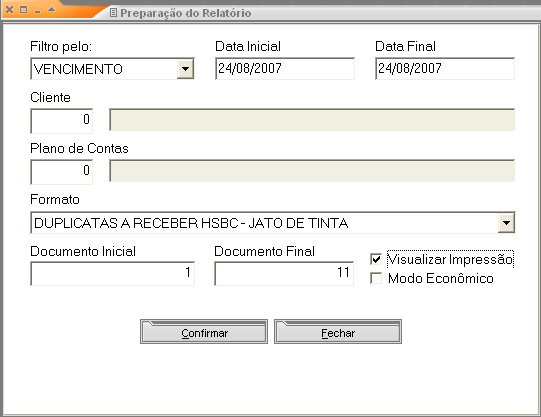 Preparação do Relatório
Filtro pelo: Data Inicial Data Final
VENCIMENTO 24/08/2007 24/08/2007
Cliente
0
Plano de Contas
0
Formato
DUPLICATAS A RECEBER HSBC - JATO DE TINTA
Documento Inicial Documento Final Visualizar Impressão
1 11 Modo Econômico
Confirmar Fechar